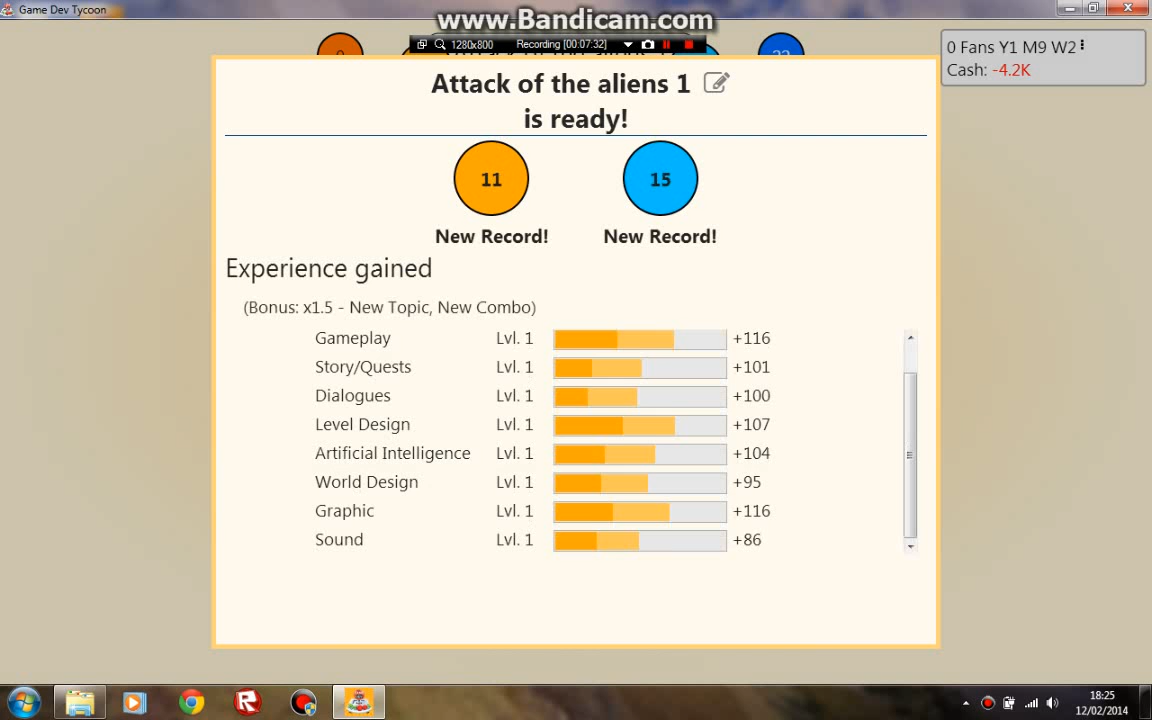 Game Dev Tycoon
www.Bandicam.com
1280x800 Recording [00:07:32]
0 Fans Y1 M9 W2
Cash: -4.2K
Attack of the aliens 1
is ready!
11 15
New Record! New Record!
Experience gained
(Bonus: x1.5 - New Topic, New Combo)
Gameplay Lvl. 1 +116
Story/Quests Lvl. 1 +101
Dialogues Lvl. 1 +100
Level Design Lvl. 1 +107
Artificial Intelligence Lvl. 1 +104
World Design Lvl. 1 +95
Graphic Lvl. 1 +116
Sound Lvl. 1 +86
18:25
12/02/2014